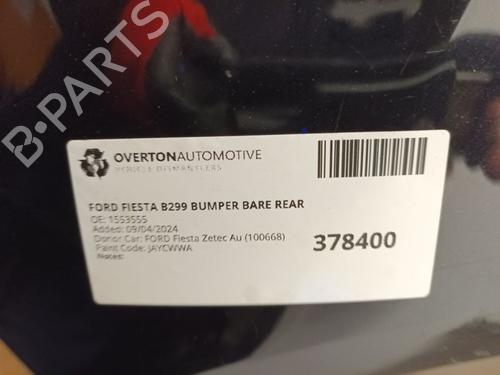 OVERTONAUTOMOTIVE
VEHICLE DISMANTLERS
FORD FIESTA B299 BUMPER BARE REAR
OE: 1553555
Added: 09/04/2024
Donor Car: FORD Fiesta Zetec Au (100668)
Paint Code: JAYCWWA
Notes:
378400
B-PARTS